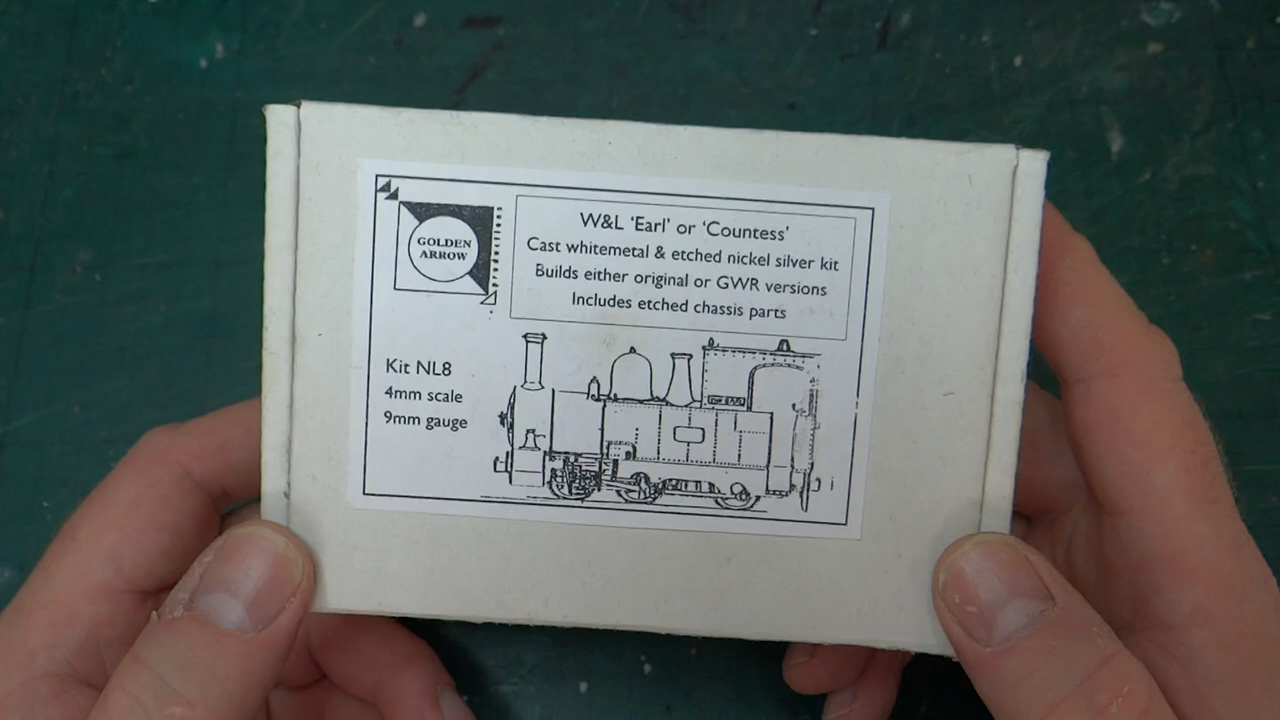 GOLDEN
ARROW
productions
W&L 'Earl' or 'Countess'
Cast whitemetal & etched nickel silver kit
Builds either original or GWR versions
Includes etched chassis parts
Kit NL8
4mm scale
9mm gauge